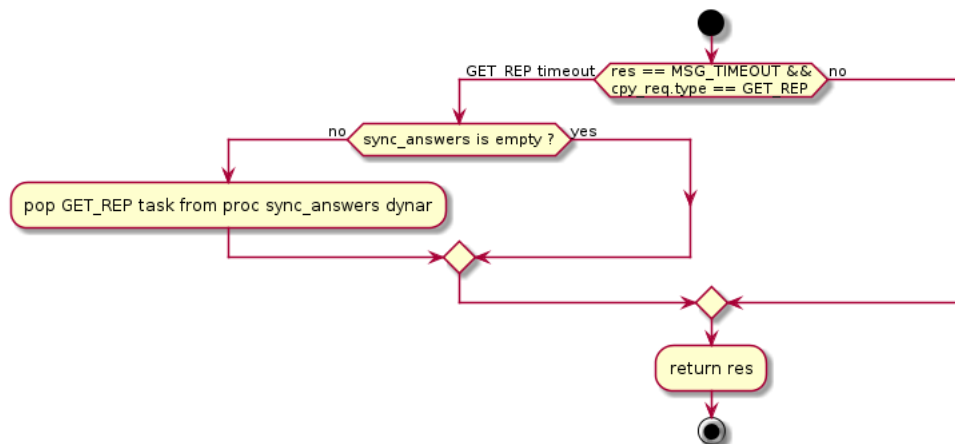 GET_REP timeout
res == MSG_TIMEOUT &&
cpy_req.type == GET_REP
no
no
sync_answers is empty ?
yes
pop GET_REP task from proc sync_answers dynar
return res